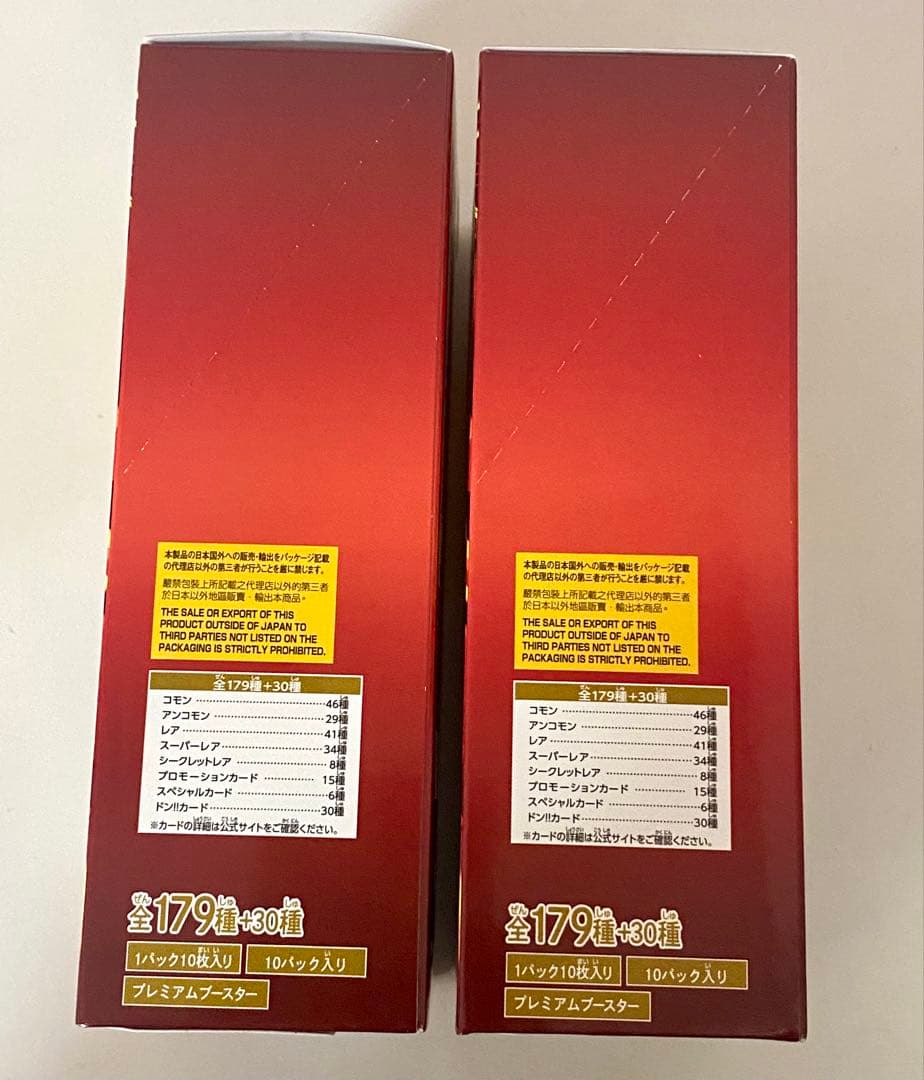 本製品の日本国外への販売・輸出をパッケージ記載
の代理店以外の第三者が行うことを厳に禁じます。
嚴禁包裝上所記載之代理店以外的第三者
於日本以外地區販賣・輸出本商品。
THE SALE OR EXPORT OF THIS
PRODUCT OUTSIDE OF JAPAN TO
THIRD PARTIES NOT LISTED ON THE
PACKAGING IS STRICTLY PROHIBITED.
全179種+30種
コモン 46種
アンコモン 29種
レア 41種
スーパーレア 34種
シークレットレア 8種
プロモーションカード 15種
スペシャルカード 6種
ドン!!カード 30種
※カードの詳細は公式サイトをご確認ください。
全179種+30種
1パック10枚入り 10パック入り
プレミアムブースター
本製品の日本国外への販売・輸出をパッケージ記載
の代理店以外の第三者が行うことを厳に禁じます。
嚴禁包裝上所記載之代理店以外的第三者
於日本以外地區販賣・輸出本商品。
THE SALE OR EXPORT OF THIS
PRODUCT OUTSIDE OF JAPAN TO
THIRD PARTIES NOT LISTED ON THE
PACKAGING IS STRICTLY PROHIBITED.
全179種+30種
コモン 46種
アンコモン 29種
レア 41種
スーパーレア 34種
シークレットレア 8種
プロモーションカード 15種
スペシャルカード 6種
ドン!!カード 30種
※カードの詳細は公式サイトをご確認ください。
全179種+30種
1パック10枚入り 10パック入り
プレミアムブースター